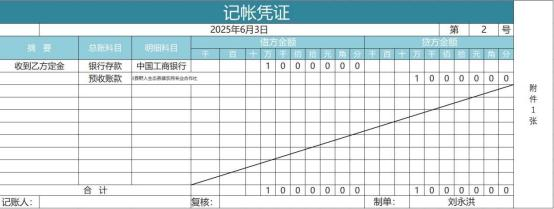 记帐凭证
2025年6月3日 第 2 号
摘 要 总账科目 明细科目 借方金额 贷方金额
千 百 十 万 千 百 十 元 角 分 千 百 十 万 千 百 十 元 角 分
收到乙方定金 银行存款 中国工商银行 1 0 0 0 0 0 0
预收账款 1 0 0 0 0 0 0
合 计 1 0 0 0 0 0 0 1 0 0 0 0 0 0
记账人: 复核: 制单: 刘永洪
附件1张